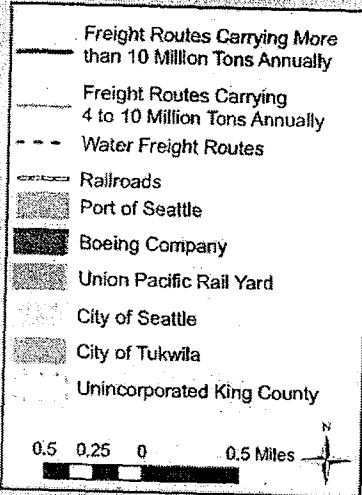 Freight Routes Carrying More
than 10 Million Tons Annually
Freight Routes Carrying
4 to 10 Million Tons Annually
Water Freight Routes
Railroads
Port of Seattle
Boeing Company
Union Pacific Rail Yard
City of Seattle
City of Tukwila
Unincorporated King County
N
0.5 0.25 0 0.5 Miles